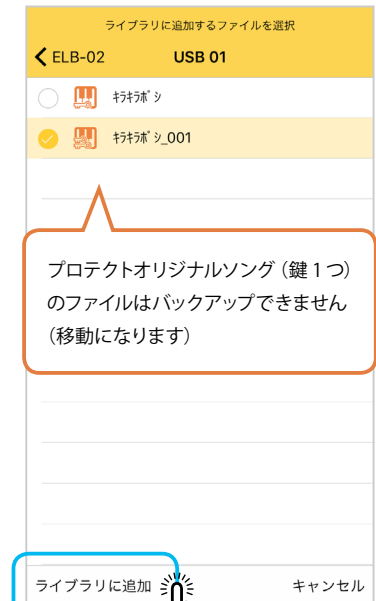 ライブラリに追加するファイルを選択
ELB-02 USB 01
ｷﾗｷﾗﾎﾞｼ
ｷﾗｷﾗﾎﾞｼ_001
プロテクトオリジナルソング（鍵1つ）
のファイルはバックアップできません
（移動になります）
ライブラリに追加 キャンセル